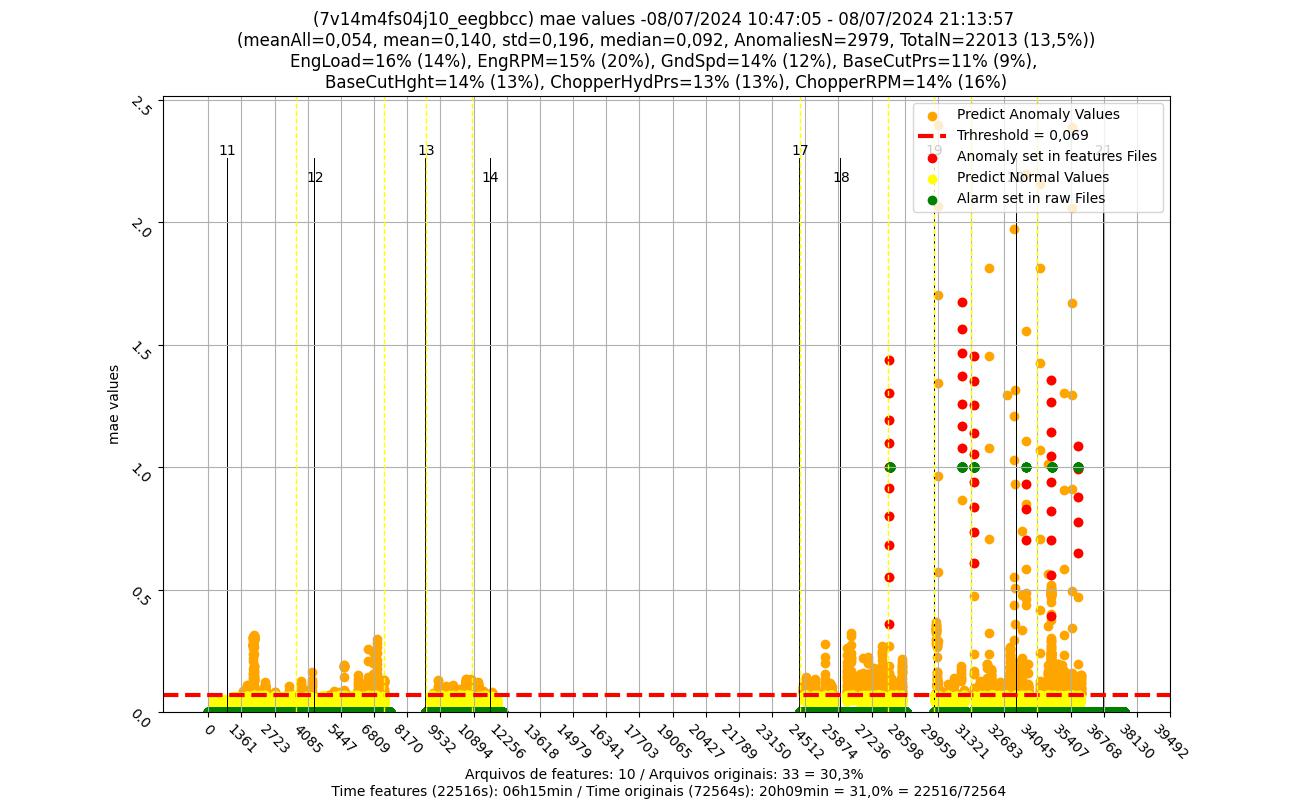 (7v14m4fs04j10_eegbbcc) mae values -08/07/2024 10:47:05 - 08/07/2024 21:13:57
(meanAll=0,054, mean=0,140, std=0,196, median=0,092, AnomaliesN=2979, TotalN=22013 (13,5%))
EngLoad=16% (14%), EngRPM=15% (20%), GndSpd=14% (12%), BaseCutPrs=11% (9%),
BaseCutHght=14% (13%), ChopperHydPrs=13% (13%), ChopperRPM=14% (16%)
2.5
2.0
1.5
1.0
0.5
0.0
mae values
11
12
13
14
17
18
19
21
Predict Anomaly Values
Trhreshold = 0,069
Anomaly set in features Files
Predict Normal Values
Alarm set in raw Files
0 1361 2723 4085 5447 6809 8170 9532 10894 12256 13618 14979 16341 17703 19065 20427 21789 23150 24512 25874 27236 28598 29959 31321 32683 34045 35407 36768 38130 39492
Arquivos de features: 10 / Arquivos originais: 33 = 30,3%
Time features (22516s): 06h15min / Time originais (72564s): 20h09min = 31,0% = 22516/72564